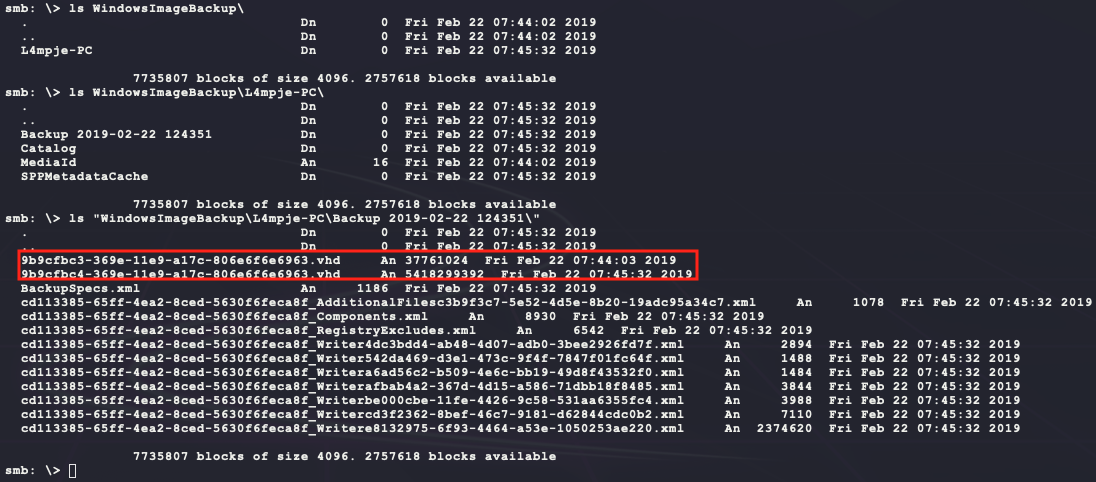 smb: \> ls WindowsImageBackup\
. Dn 0 Fri Feb 22 07:44:02 2019
.. Dn 0 Fri Feb 22 07:44:02 2019
L4mpje-PC Dn 0 Fri Feb 22 07:45:32 2019
7735807 blocks of size 4096. 2757618 blocks available
smb: \> ls WindowsImageBackup\L4mpje-PC\
. Dn 0 Fri Feb 22 07:45:32 2019
.. Dn 0 Fri Feb 22 07:45:32 2019
Backup 2019-02-22 124351 Dn 0 Fri Feb 22 07:45:32 2019
Catalog Dn 0 Fri Feb 22 07:45:32 2019
MediaId An 16 Fri Feb 22 07:44:02 2019
SPPMetadataCache Dn 0 Fri Feb 22 07:45:32 2019
7735807 blocks of size 4096. 2757618 blocks available
smb: \> ls "WindowsImageBackup\L4mpje-PC\Backup 2019-02-22 124351\"
. Dn 0 Fri Feb 22 07:45:32 2019
.. Dn 0 Fri Feb 22 07:45:32 2019
9b9cfbc3-369e-11e9-a17c-806e6f6e6963.vhd An 37761024 Fri Feb 22 07:44:03 2019
9b9cfbc4-369e-11e9-a17c-806e6f6e6963.vhd An 5418299392 Fri Feb 22 07:45:32 2019
BackupSpecs.xml An 1186 Fri Feb 22 07:45:32 2019
cd113385-65ff-4ea2-8ced-5630f6feca8f_AdditionalFilesc3b9f3c7-5e52-4d5e-8b20-19adc95a34c7.xml An 1078 Fri Feb 22 07:45:32 2019
cd113385-65ff-4ea2-8ced-5630f6feca8f_Components.xml An 8930 Fri Feb 22 07:45:32 2019
cd113385-65ff-4ea2-8ced-5630f6feca8f_RegistryExcludes.xml An 6542 Fri Feb 22 07:45:32 2019
cd113385-65ff-4ea2-8ced-5630f6feca8f_Writer4dc3bdd4-ab48-4d07-adb0-3bee2926fd7f.xml An 2894 Fri Feb 22 07:45:32 2019
cd113385-65ff-4ea2-8ced-5630f6feca8f_Writer542da469-d3e1-473c-9f4f-7847f01fc64f.xml An 1488 Fri Feb 22 07:45:32 2019
cd113385-65ff-4ea2-8ced-5630f6feca8f_Writera6ad56c2-b509-4e6c-bb19-49d8f43532f0.xml An 1484 Fri Feb 22 07:45:32 2019
cd113385-65ff-4ea2-8ced-5630f6feca8f_Writerafbab4a2-367d-4d15-a586-71dbb18f8485.xml An 3844 Fri Feb 22 07:45:32 2019
cd113385-65ff-4ea2-8ced-5630f6feca8f_Writerbe000cbe-11fe-4426-9c58-531aa6355fc4.xml An 3988 Fri Feb 22 07:45:32 2019
cd113385-65ff-4ea2-8ced-5630f6feca8f_Writercd3f2362-8bef-46c7-9181-d62844cdc0b2.xml An 7110 Fri Feb 22 07:45:32 2019
cd113385-65ff-4ea2-8ced-5630f6feca8f_Writere8132975-6f93-4464-a53e-1050253ae220.xml An 2374620 Fri Feb 22 07:45:32 2019
7735807 blocks of size 4096. 2757618 blocks available
smb: \>